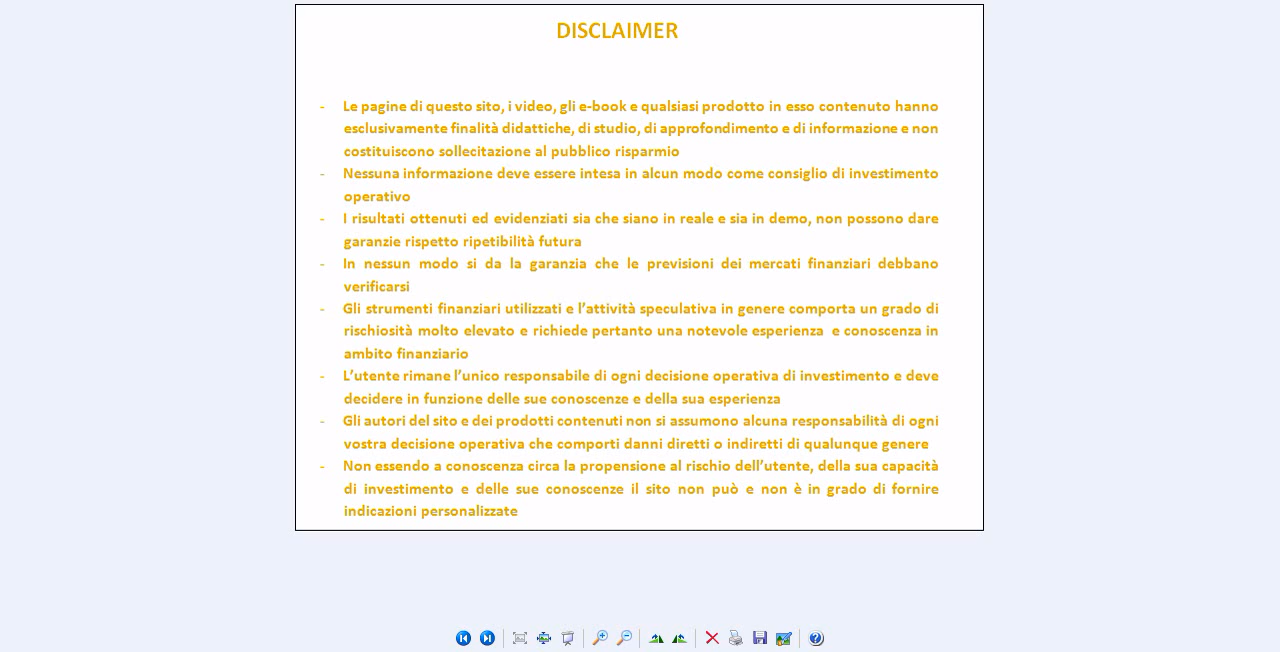 DISCLAIMER
- Le pagine di questo sito, i video, gli e-book e qualsiasi prodotto in esso contenuto hanno
esclusivamente finalità didattiche, di studio, di approfondimento e di informazione e non
costituiscono sollecitazione al pubblico risparmio
- Nessuna informazione deve essere intesa in alcun modo come consiglio di investimento
operativo
- I risultati ottenuti ed evidenziati sia che siano in reale e sia in demo, non possono dare
garanzie rispetto ripetibilità futura
- In nessun modo si da la garanzia che le previsioni dei mercati finanziari debbano
verificarsi
- Gli strumenti finanziari utilizzati e l’attività speculativa in genere comporta un grado di
rischiosità molto elevato e richiede pertanto una notevole esperienza e conoscenza in
ambito finanziario
- L’utente rimane l’unico responsabile di ogni decisione operativa di investimento e deve
decidere in funzione delle sue conoscenze e della sua esperienza
- Gli autori del sito e dei prodotti contenuti non si assumono alcuna responsabilità di ogni
vostra decisione operativa che comporti danni diretti o indiretti di qualunque genere
- Non essendo a conoscenza circa la propensione al rischio dell’utente, della sua capacità
di investimento e delle sue conoscenze il sito non può e non è in grado di fornire
indicazioni personalizzate